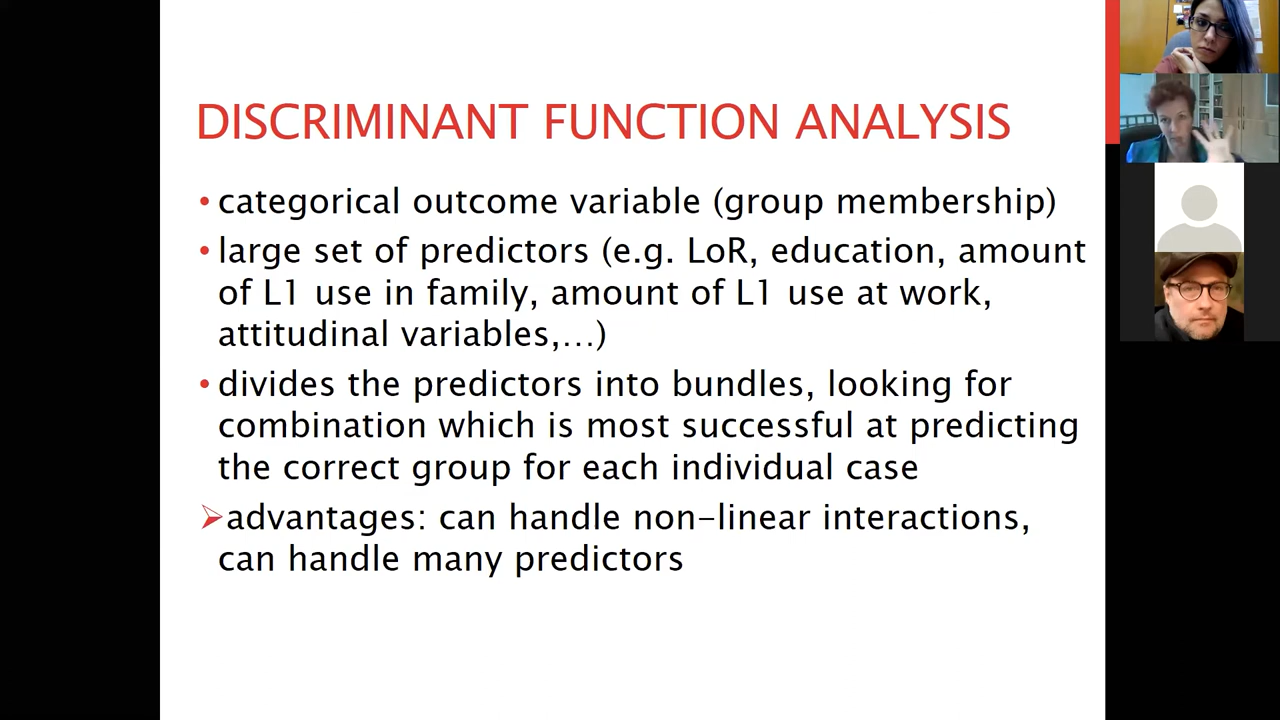 DISCRIMINANT FUNCTION ANALYSIS
• categorical outcome variable (group membership)
• large set of predictors (e.g. LoR, education, amount
of L1 use in family, amount of L1 use at work,
attitudinal variables,…)
• divides the predictors into bundles, looking for
combination which is most successful at predicting
the correct group for each individual case
➢advantages: can handle non-linear interactions,
can handle many predictors